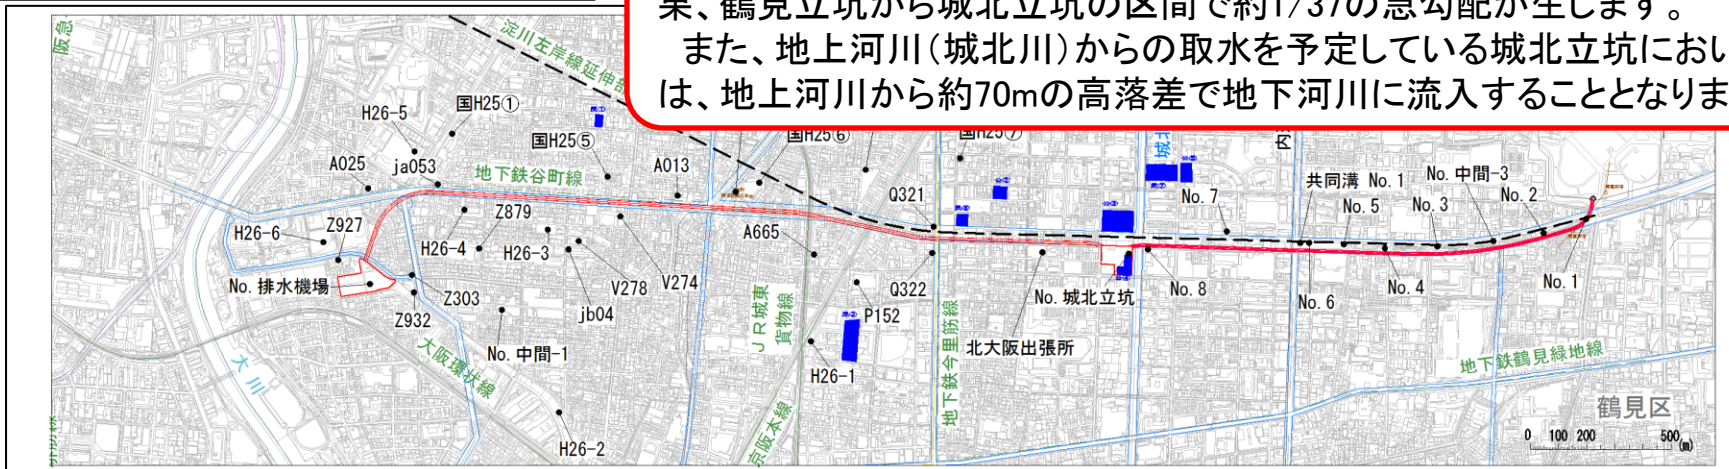 果、鶴見立坑から城北立坑の区間で約1/37の急勾配が生じます。
また、地上河川(城北川)からの取水を予定している城北立坑におい
は、地上河川から約70mの高落差で地下河川に流入することとなりま
阪急
淀川左岸線延伸部
H26-5
国H25①
国H25⑤
国H25⑥
国H25⑦
A025
ja053
地下鉄谷町線
A013
城北
内
Q321
No. 7
共同溝 No. 1
No. 中間-3
No. 5
No. 3
No. 2
H26-6
Z927
H26-4
Z879
H26-3
A665
V278
V274
No. 排水機場
Z303
Z932
jb04
JR城東
貨物線
P152
Q322
地下鉄今里筋線
No. 城北立坑
No. 8
No. 6
No. 4
No. 1
大川
大阪環状線
No. 中間-1
H26-1
北大阪出張所
地下鉄鶴見緑地線
H26-2
京阪本線
鶴見区
0 100 200 500(m)